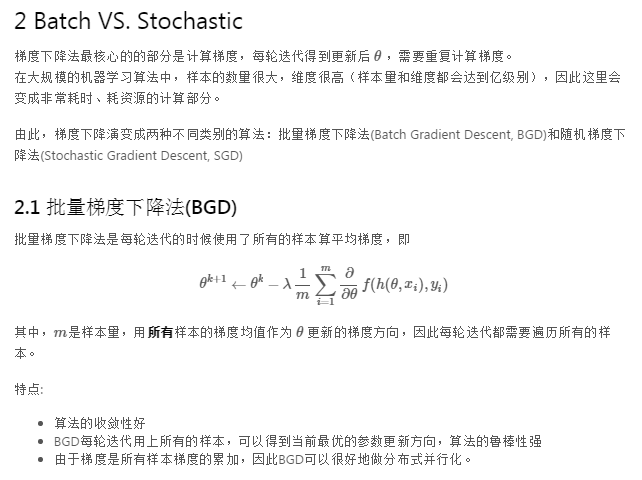 2 Batch VS. Stochastic
梯度下降法最核心的的部分是计算梯度，每轮迭代得到更新后 θ ，需要重复计算梯度。
在大规模的机器学习算法中，样本的数量很大，维度很高（样本量和维度都会达到亿级别），因此这里会
变成非常耗时、耗资源的计算部分。
由此，梯度下降演变成两种不同类别的算法：批量梯度下降法(Batch Gradient Descent, BGD)和随机梯度下
降法(Stochastic Gradient Descent, SGD)
2.1 批量梯度下降法(BGD)
批量梯度下降法是每轮迭代的时候使用了所有的样本算平均梯度，即
θ^{k+1} ← θ^k − λ \frac{1}{m} \sum_{i=1}^{m} \frac{∂}{∂θ} f(h(θ, x_i), y_i)
其中，m是样本量，用所有样本的梯度均值作为 θ 更新的梯度方向，因此每轮迭代都需要遍历所有的样
本。
特点:
• 算法的收敛性好
• BGD每轮迭代用上所有的样本，可以得到当前最优的参数更新方向，算法的鲁棒性强
• 由于梯度是所有样本梯度的累加，因此BGD可以很好地做分布式并行化。